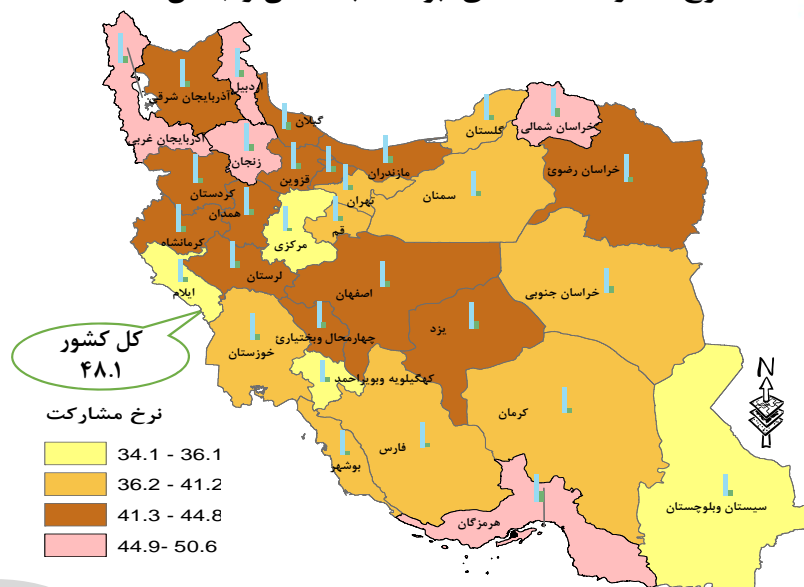 آذربایجان شرقی
اردبیل
آذربایجان غربی
گیلان
زنجان
گلستان
خراسان شمالی
خراسان رضوئ
کردستان
قزوین
مازندران
همدان
تهران
سمنان
کرمانشاه
مرکزی
قم
لرستان
ایلام
اصفهان
خراسان جنوبی
چهارمحال وبختیارئ
یزد
خوزستان
کهگیلویه وبویراحمد
کرمان
فارس
بوشهر
سیستان وبلوچستان
هرمزگان
کل کشور
۴۸.۱
نرخ مشارکت
34.1 - 36.1
36.2 - 41.2
41.3 - 44.8
44.9- 50.6
N